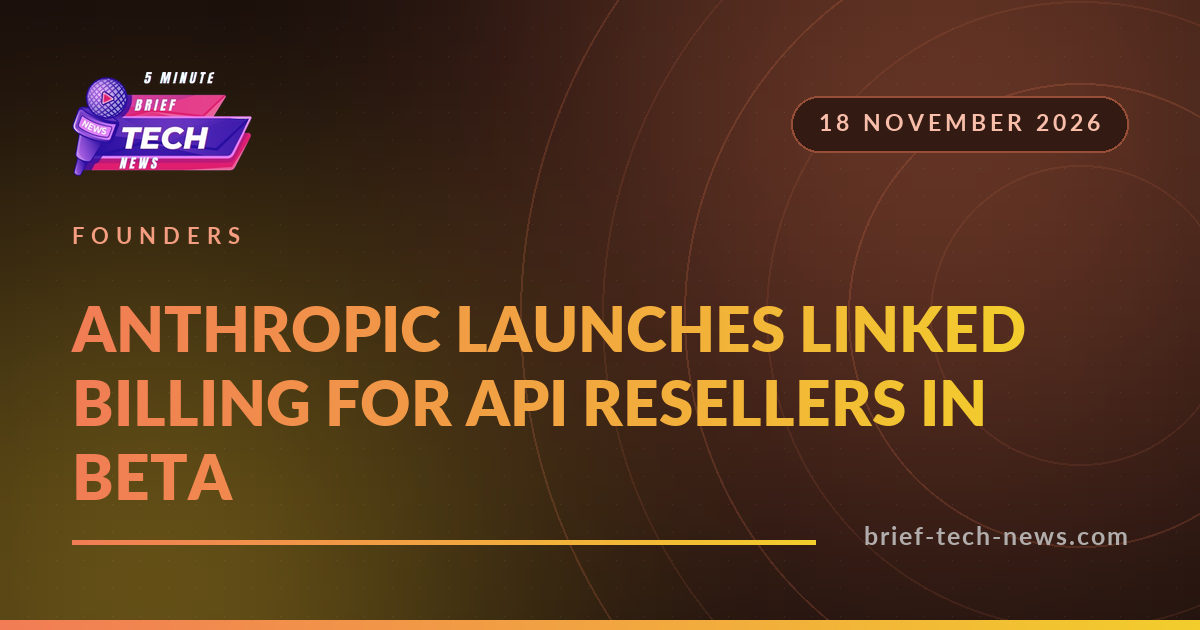 5 MINUTE
BRIEF
NEWS
TECH
NEWS
18 NOVEMBER 2026
FOUNDERS
ANTHROPIC LAUNCHES LINKED
BILLING FOR API RESELLERS IN
BETA
brief-tech-news.com